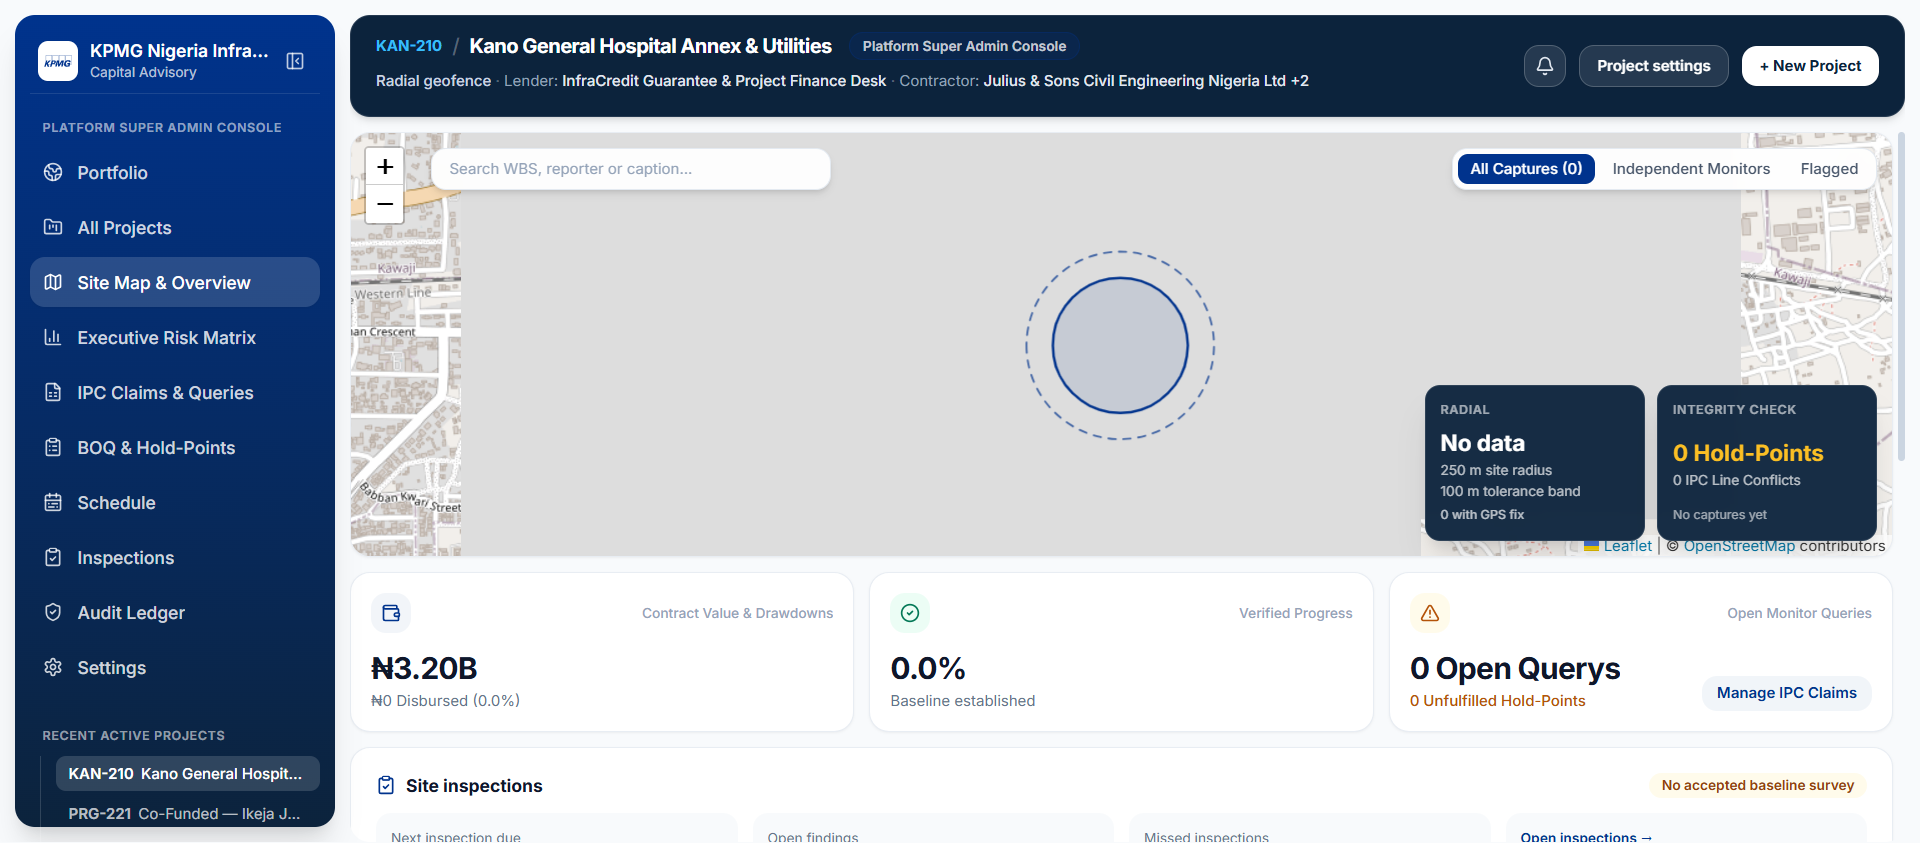 KPMG
KPMG Nigeria Infra...
Capital Advisory
PLATFORM SUPER ADMIN CONSOLE
Portfolio
All Projects
Site Map & Overview
Executive Risk Matrix
IPC Claims & Queries
BOQ & Hold-Points
Schedule
Inspections
Audit Ledger
Settings
RECENT ACTIVE PROJECTS
KAN-210 Kano General Hospit...
PRG-221 Co-Funded — Ikeja J...
KAN-210 / Kano General Hospital Annex & Utilities Platform Super Admin Console
Radial geofence · Lender: InfraCredit Guarantee & Project Finance Desk · Contractor: Julius & Sons Civil Engineering Nigeria Ltd +2
Project settings
+ New Project
+
−
Search WBS, reporter or caption...
All Captures (0) Independent Monitors Flagged
Kawaji
Western Line
an Crescent
Babban Kwari Street
Kawaji
RADIAL
No data
250 m site radius
100 m tolerance band
0 with GPS fix
INTEGRITY CHECK
0 Hold-Points
0 IPC Line Conflicts
No captures yet
Leaflet | © OpenStreetMap contributors
Contract Value & Drawdowns
₦3.20B
₦0 Disbursed (0.0%)
Verified Progress
0.0%
Baseline established
Open Monitor Queries
0 Open Querys
0 Unfulfilled Hold-Points
Manage IPC Claims
Site inspections
No accepted baseline survey
Next inspection due
Open findings
Missed inspections
Open inspections →